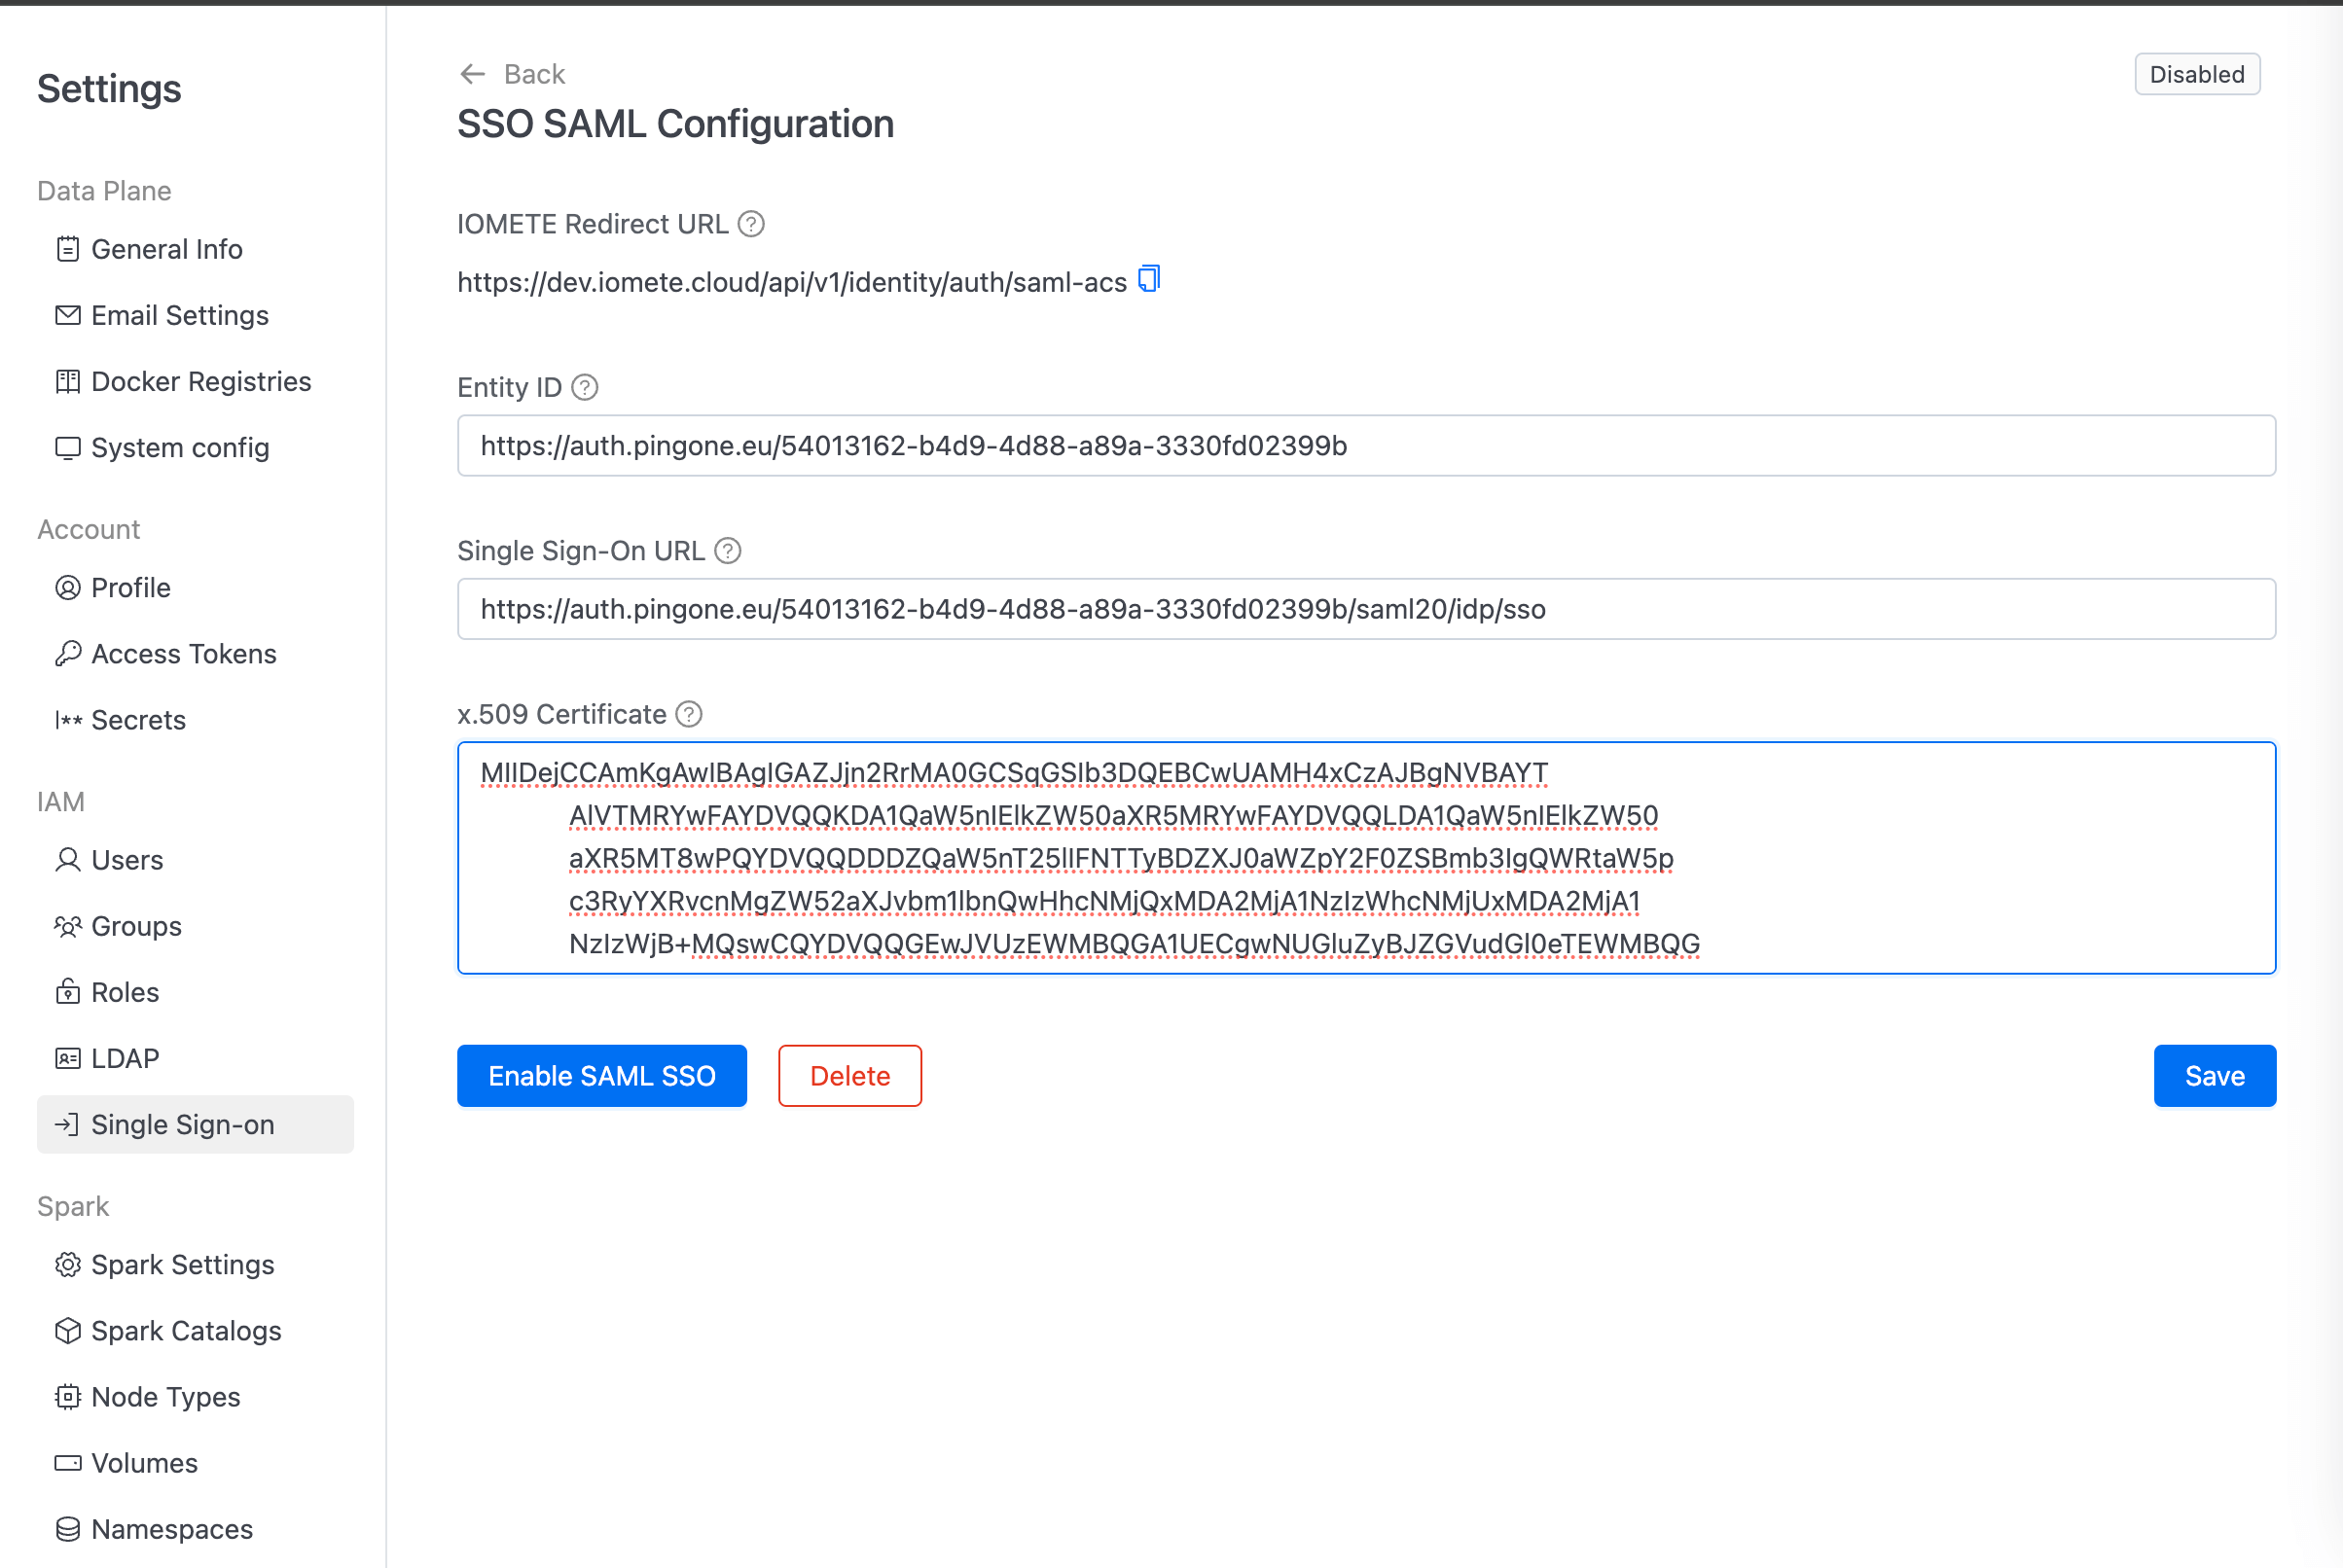 Settings
Data Plane
General Info
Email Settings
Docker Registries
System config
Account
Profile
Access Tokens
Secrets
IAM
Users
Groups
Roles
LDAP
Single Sign-on
Spark
Spark Settings
Spark Catalogs
Node Types
Volumes
Namespaces
Back
Disabled
SSO SAML Configuration
IOMETE Redirect URL
https://dev.iomete.cloud/api/v1/identity/auth/saml-acs
Entity ID
https://auth.pingone.eu/54013162-b4d9-4d88-a89a-3330fd02399b
Single Sign-On URL
https://auth.pingone.eu/54013162-b4d9-4d88-a89a-3330fd02399b/saml20/idp/sso
x.509 Certificate
MIIDejCCAmKgAwIBAgIGAZJjn2RrMA0GCSqGSIb3DQEBCwUAMH4xCzAJBgNVBAYT
AlVTMRYwFAYDVQQKDA1QaW5nIElkZW50aXR5MRYwFAYDVQQLDA1QaW5nIElkZW50
aXR5MT8wPQYDVQQDDDZQaW5nT25lIFNTTyBDZXJ0aWZpY2F0ZSBmb3IgQWRtaW5p
c3RyYXRvcnMgZW52aXJvbm1lbnQwHhcNMjQxMDA2MjA1NzIzWhcNMjUxMDA2MjA1
NzIzWjB+MQswCQYDVQQGEwJVUzEWMBQGA1UECgwNUGluZyBJZGVudGl0eTEWMBQG
Enable SAML SSO
Delete
Save